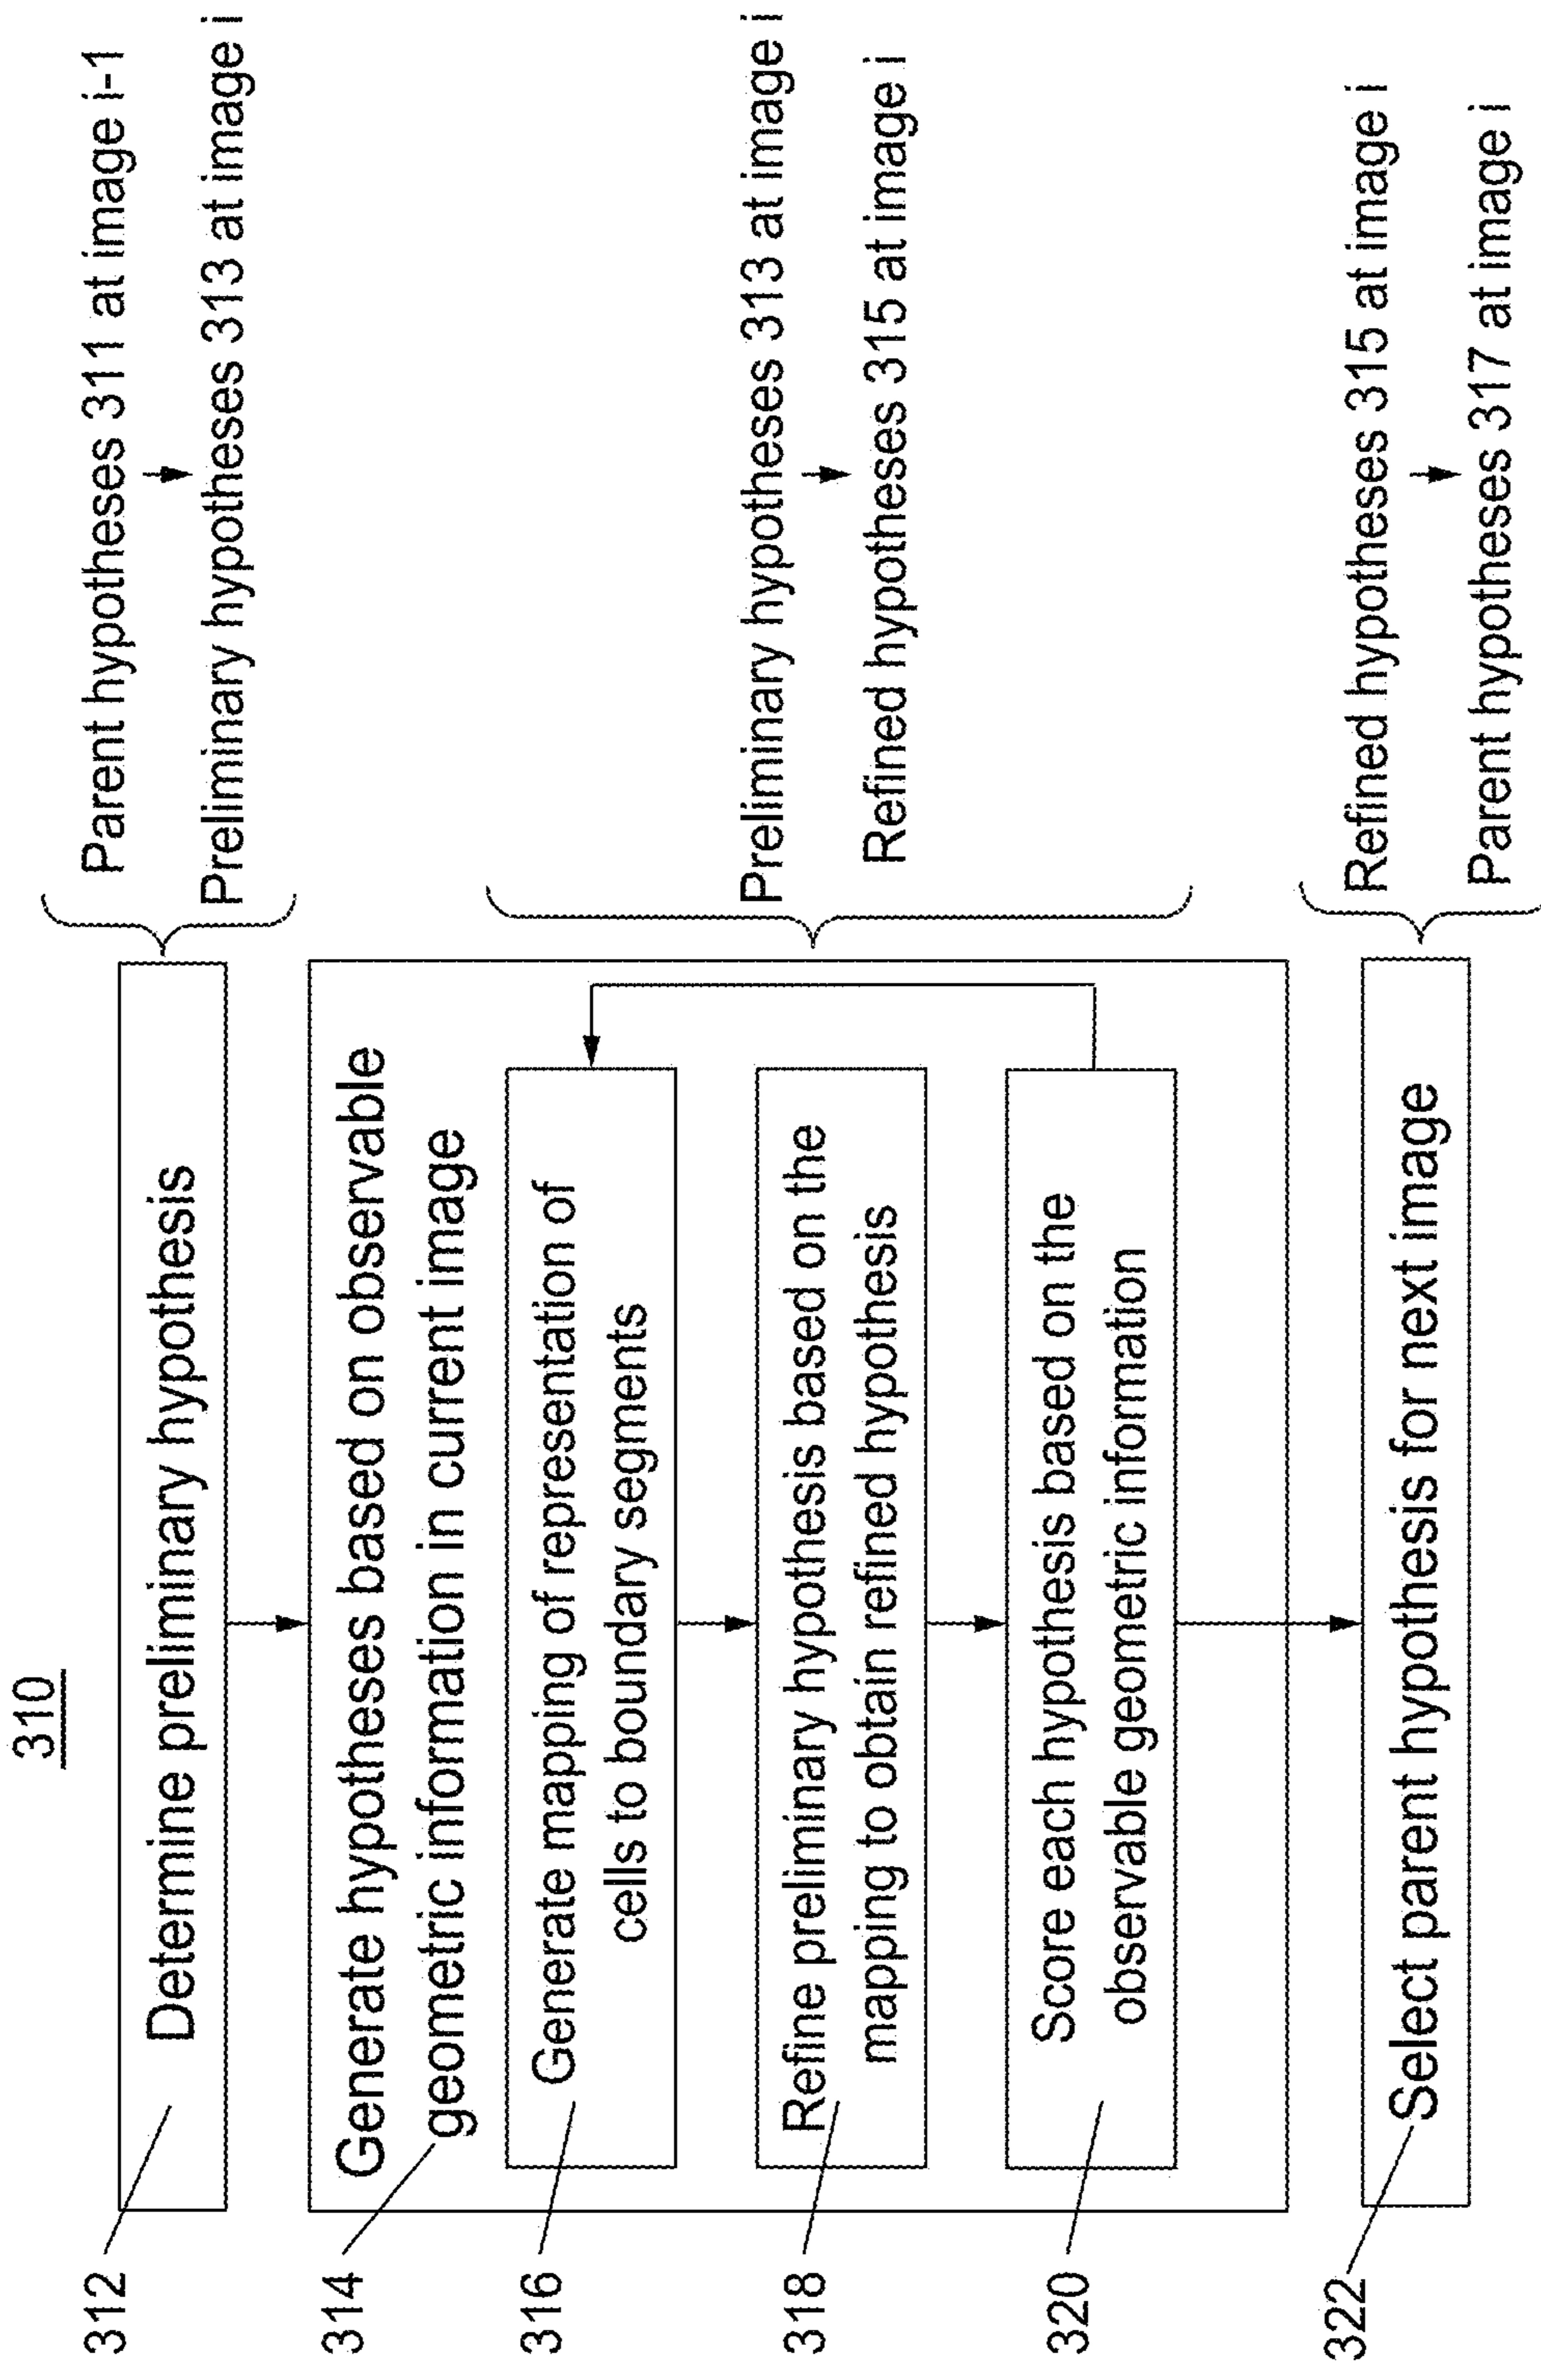 310
312
Determine preliminary hypothesis
Parent hypotheses 311 at image i-1
Preliminary hypotheses 313 at image i
314
Generate hypotheses based on observable
geometric information in current image
316
Generate mapping of representation of
cells to boundary segments
318
Refine preliminary hypothesis based on the
mapping to obtain refined hypothesis
320
Score each hypothesis based on the
observable geometric information
Preliminary hypotheses 313 at image i
Refined hypotheses 315 at image i
322
Select parent hypothesis for next image
Refined hypotheses 315 at image i
Parent hypotheses 317 at image i